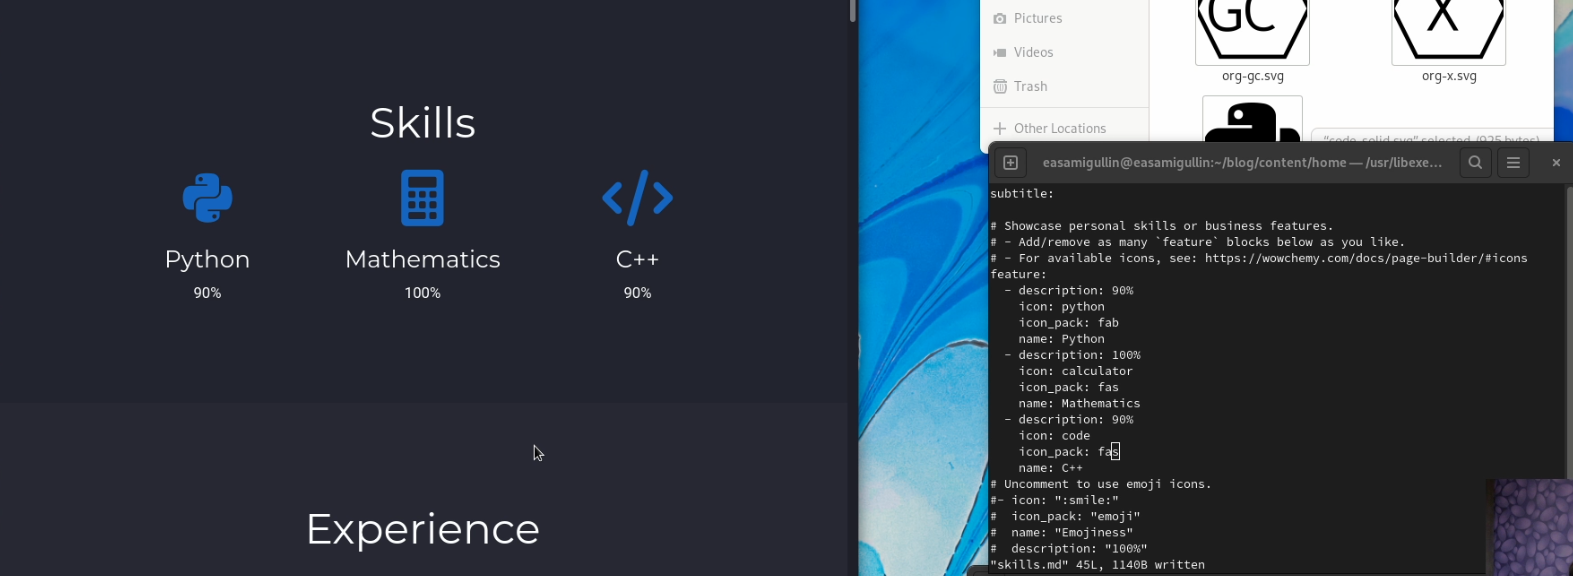 Skills
Python
Mathematics
C++
90%
100%
90%
Experience
Pictures
Videos
Trash
Other Locations
GC
X
org-gc.svg
org-x.svg
"code-solid.svg" selected (925 bytes)
easamigullin@easamigullin:~/blog/content/home — /usr/libexe...
subtitle:
# Showcase personal skills or business features.
# - Add/remove as many `feature` blocks below as you like.
# - For available icons, see: https://wowchemy.com/docs/page-builder/#icons
feature:
  - description: 90%
    icon: python
    icon_pack: fab
    name: Python
  - description: 100%
    icon: calculator
    icon_pack: fas
    name: Mathematics
  - description: 90%
    icon: code
    icon_pack: fas
    name: C++
# Uncomment to use emoji icons.
#- icon: ":smile:"
#  icon_pack: "emoji"
#  name: "Emojiness"
#  description: "100%"
"skills.md" 45L, 1140B written